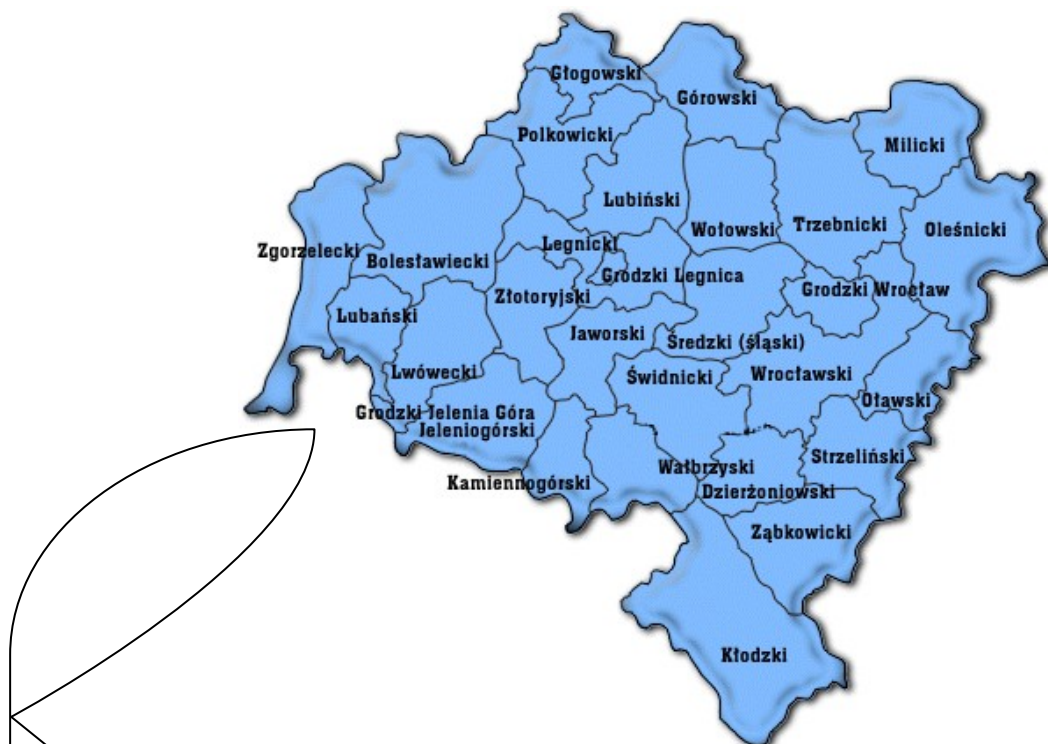 Głogowski
Górowski
Polkowicki
Milicki
Lubiński
Wołowski
Trzebnicki
Oleśnicki
Zgorzelecki
Legnicki
Bolesławiecki
Grodzki Legnica
Grodzki Wrocław
Złotoryjski
Lubański
Jaworski
Średzki (śląski)
Lwówecki
Świdnicki
Wrocławski
Oławski
Grodzki Jelenia Góra
Jeleniogórski
Strzeliński
Wałbrzyski
Kamiennogórski
Dzierżoniowski
Ząbkowicki
Kłodzki